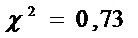 χ² = 0,73